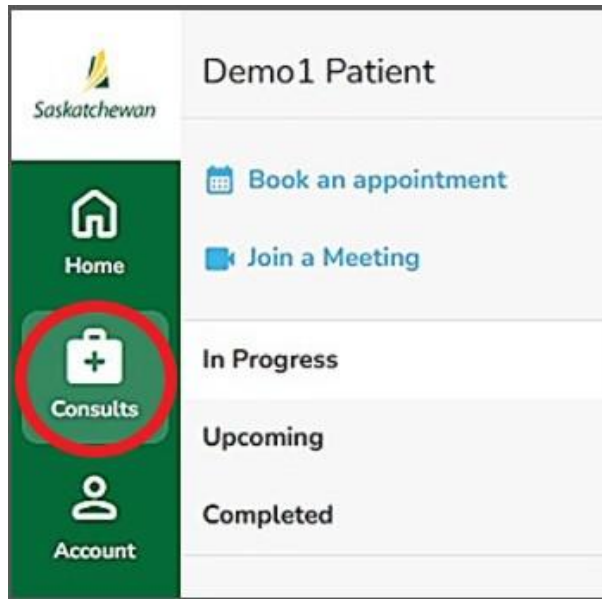 Saskatchewan
Home
Consults
Account
Demo1 Patient
Book an appointment
Join a Meeting
In Progress
Upcoming
Completed